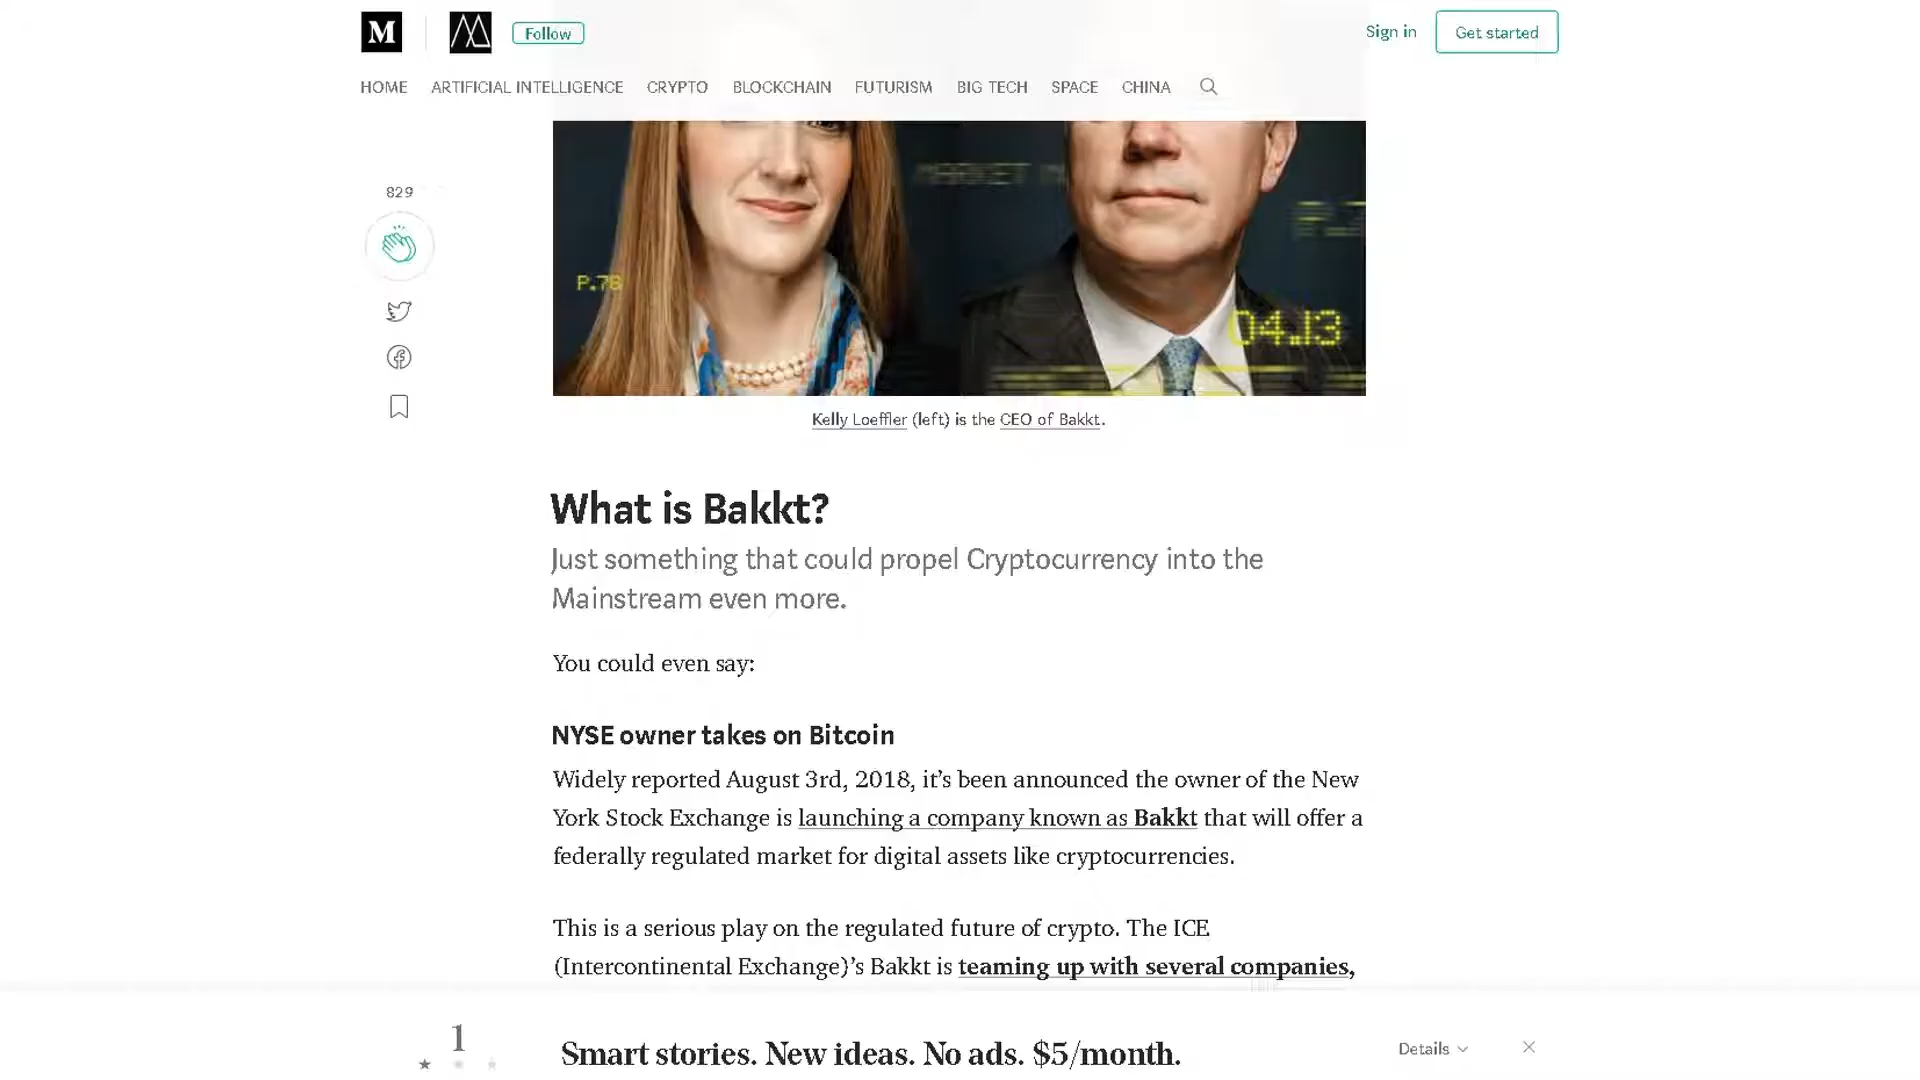 M
Follow
Sign in
Get started
HOME ARTIFICIAL INTELLIGENCE CRYPTO BLOCKCHAIN FUTURISM BIG TECH SPACE CHINA
829
MARKET
P.78
04.13
Kelly Loeffler (left) is the CEO of Bakkt.
What is Bakkt?
Just something that could propel Cryptocurrency into the
Mainstream even more.
You could even say:
NYSE owner takes on Bitcoin
Widely reported August 3rd, 2018, it’s been announced the owner of the New
York Stock Exchange is launching a company known as Bakkt that will offer a
federally regulated market for digital assets like cryptocurrencies.
This is a serious play on the regulated future of crypto. The ICE
(Intercontinental Exchange)’s Bakkt is teaming up with several companies,
1
Smart stories. New ideas. No ads. $5/month.
Details